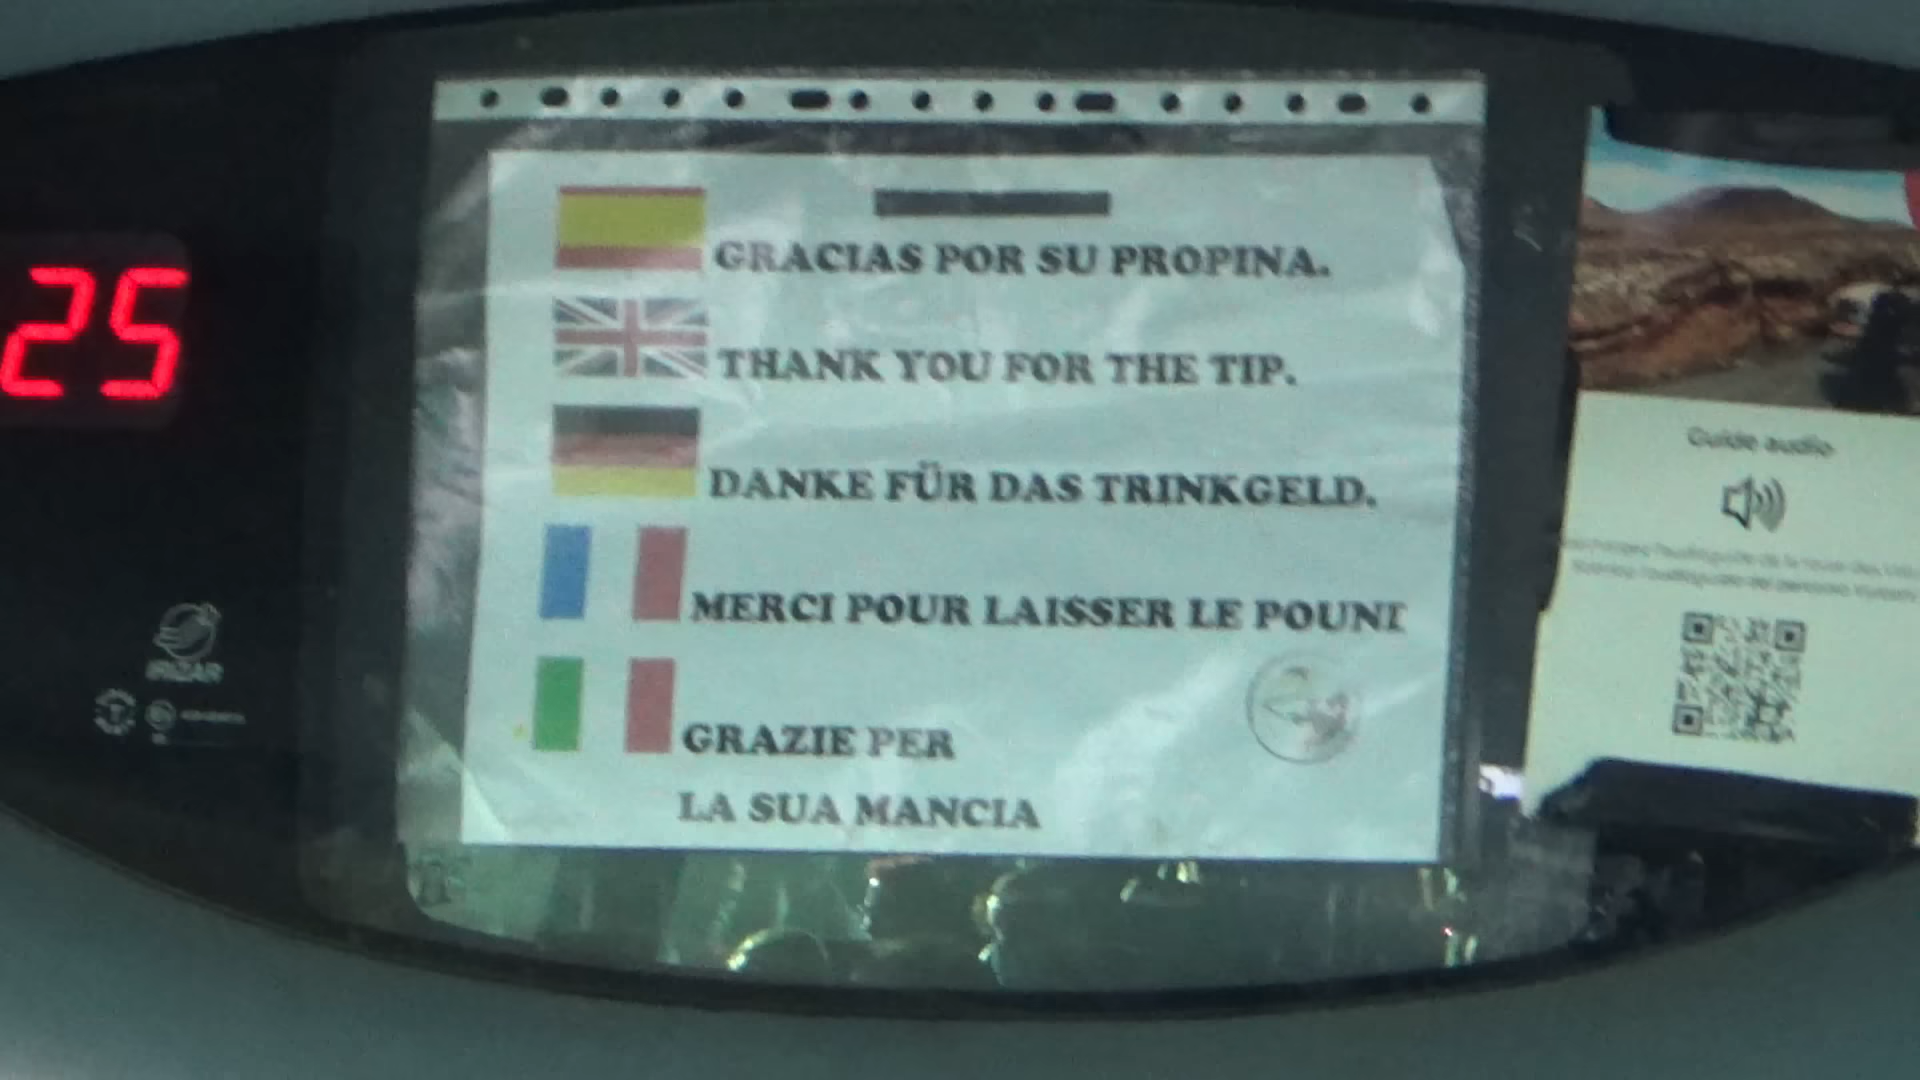 GRACIAS POR SU PROPINA.
THANK YOU FOR THE TIP.
DANKE FÜR DAS TRINKGELD.
MERCI POUR LAISSER LE POUNI
GRAZIE PER
LA SUA MANCIA
25
IRIZAR
Guide audio